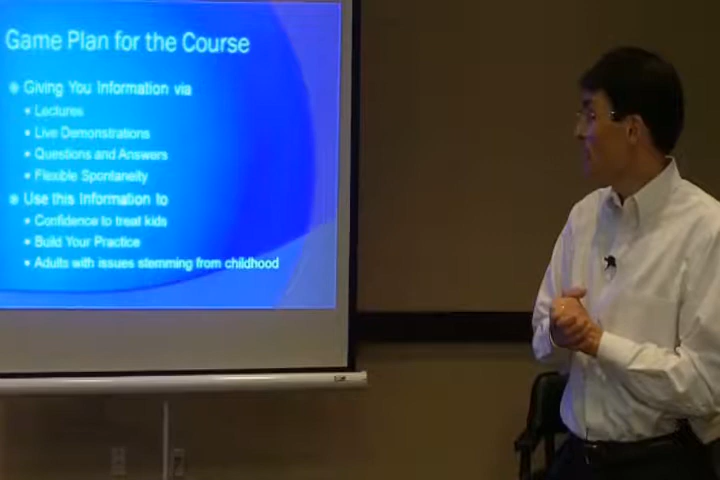 Game Plan for the Course
Giving You Information via
Lectures
Live Demonstrations
Questions and Answers
Flexible Spontaneity
Use this Information to
Confidence to treat kids
Build Your Practice
Adults with issues stemming from childhood